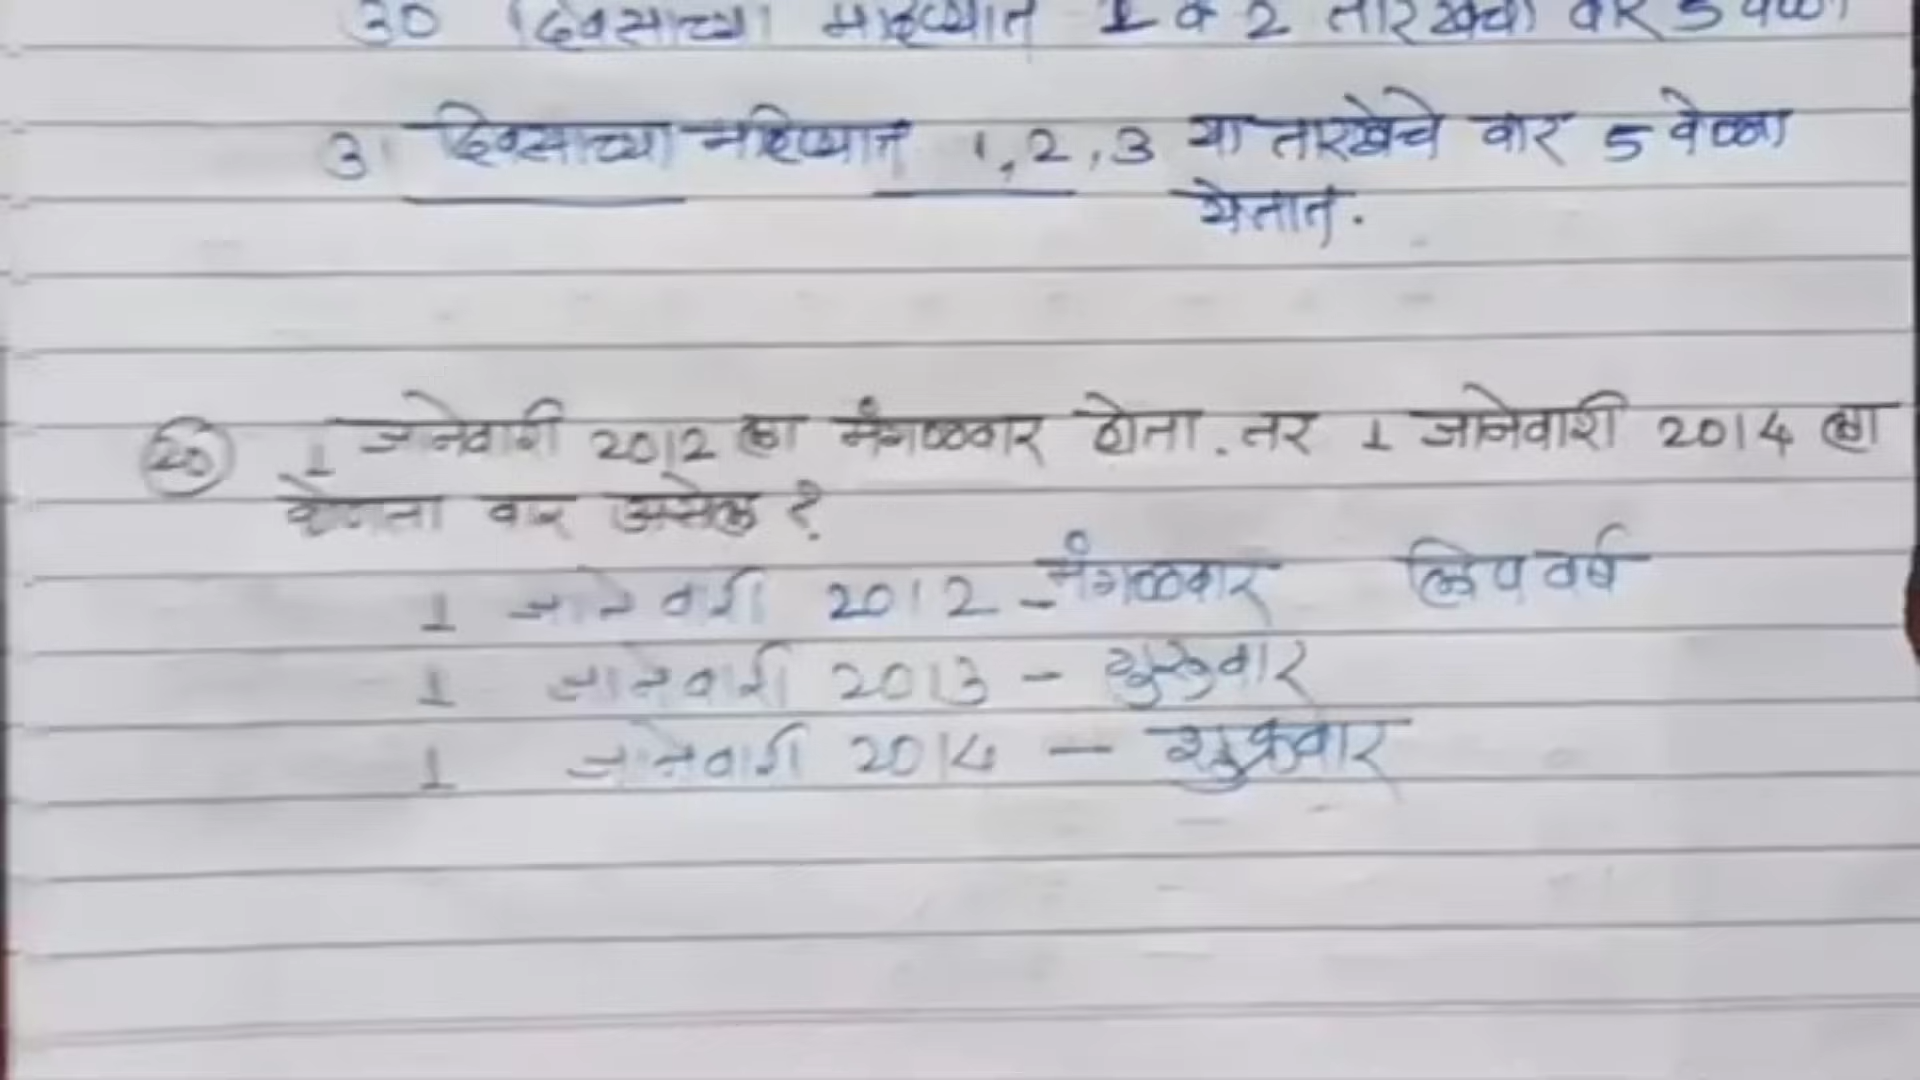 30 दिवसाच्या महिण्यात 1 व 2 तारखेचा वार 5 वेळा
31 दिवसाच्या महिण्यात 1, 2, 3 या तारखेचे वार 5 वेळा
येतात.
20 1 जानेवारी 2012 ला मंगळवार होता. तर 1 जानेवारी 2014 ला
कोणता वार असेल ?
1 जानेवारी 2012 - मंगळवार लिप वर्ष
1 जानेवारी 2013 -
1 जानेवारी 2014 - शुक्रवार